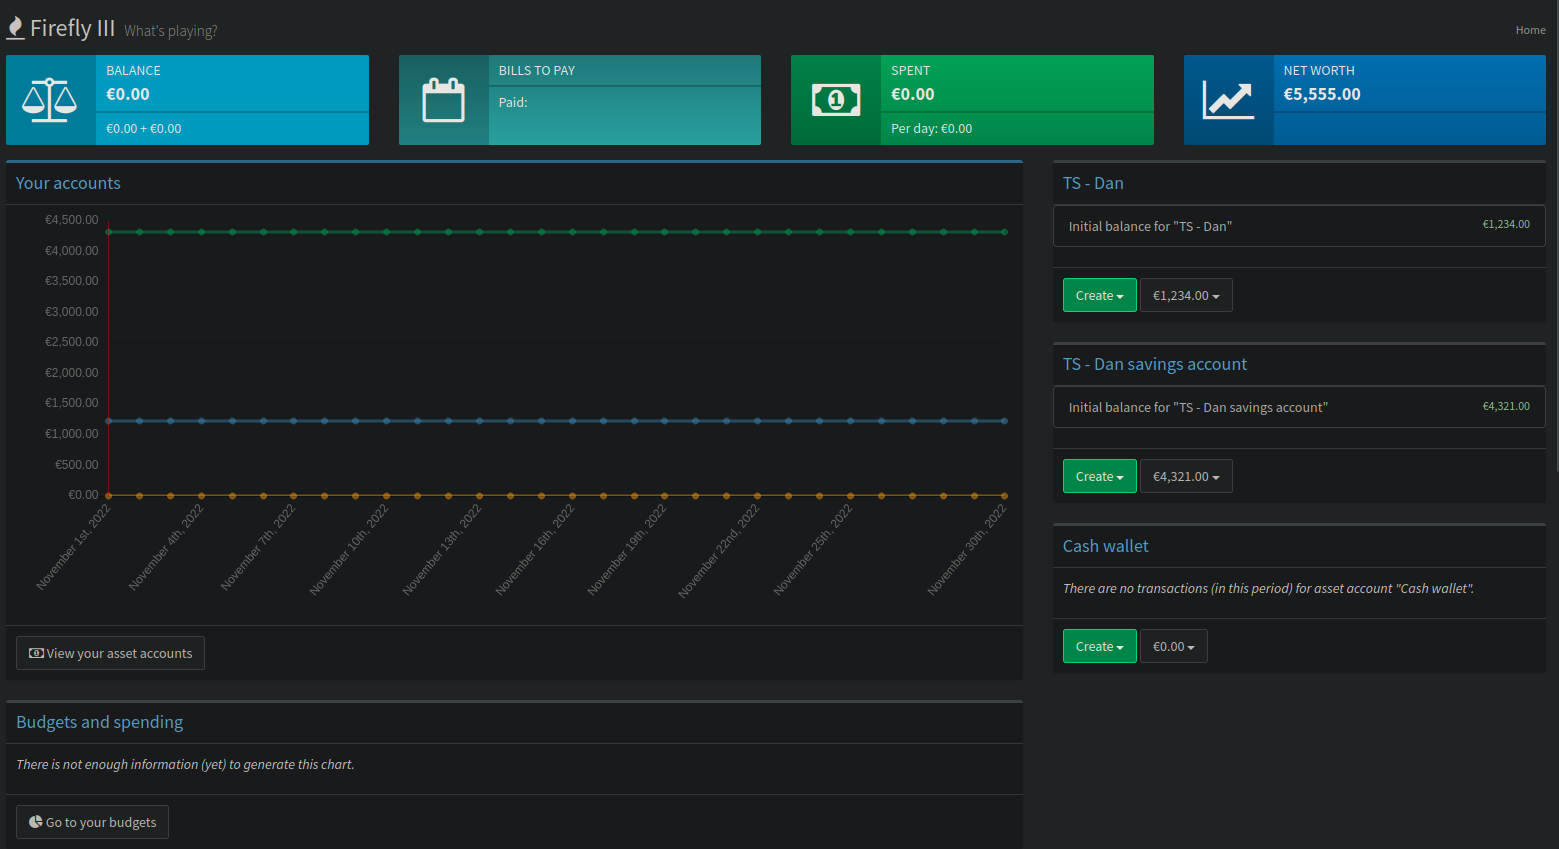 Firefly III What's playing?
Home
BALANCE
€0.00
€0.00 + €0.00
BILLS TO PAY
Paid:
SPENT
€0.00
Per day: €0.00
NET WORTH
€5,555.00
Your accounts
€4,500.00
€4,000.00
€3,500.00
€3,000.00
€2,500.00
€2,000.00
€1,500.00
€1,000.00
€500.00
€0.00
November 1st, 2022
November 4th, 2022
November 7th, 2022
November 10th, 2022
November 13th, 2022
November 16th, 2022
November 19th, 2022
November 22nd, 2022
November 25th, 2022
November 30th, 2022
View your asset accounts
Budgets and spending
There is not enough information (yet) to generate this chart.
Go to your budgets
TS - Dan
Initial balance for "TS - Dan" €1,234.00
Create €1,234.00
TS - Dan savings account
Initial balance for "TS - Dan savings account" €4,321.00
Create €4,321.00
Cash wallet
There are no transactions (in this period) for asset account "Cash wallet".
Create €0.00